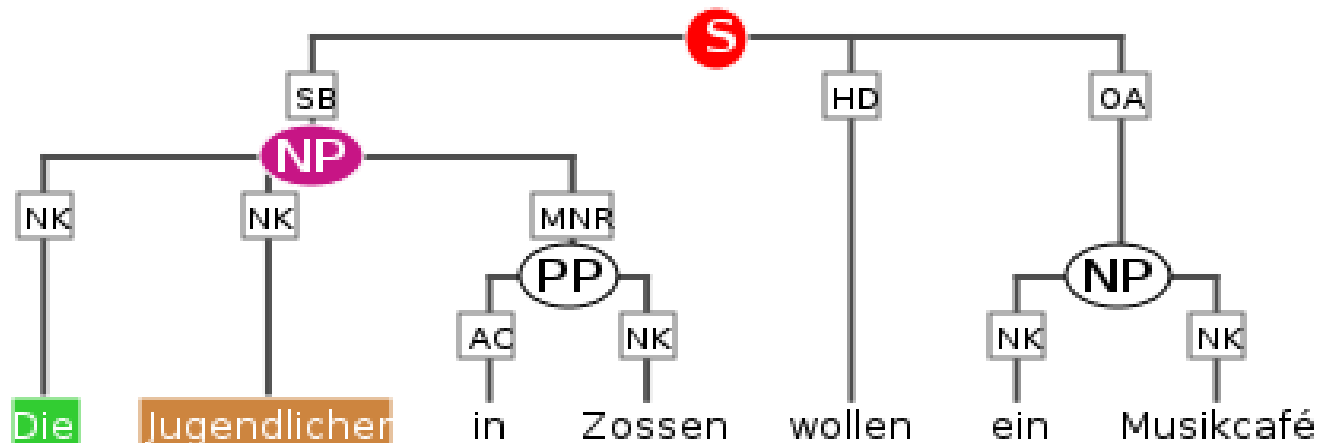 S
SB HD OA
NP
NK NK MNR
PP NP
AC NK NK NK
Die Jugendlichen in Zossen wollen ein Musikcafé